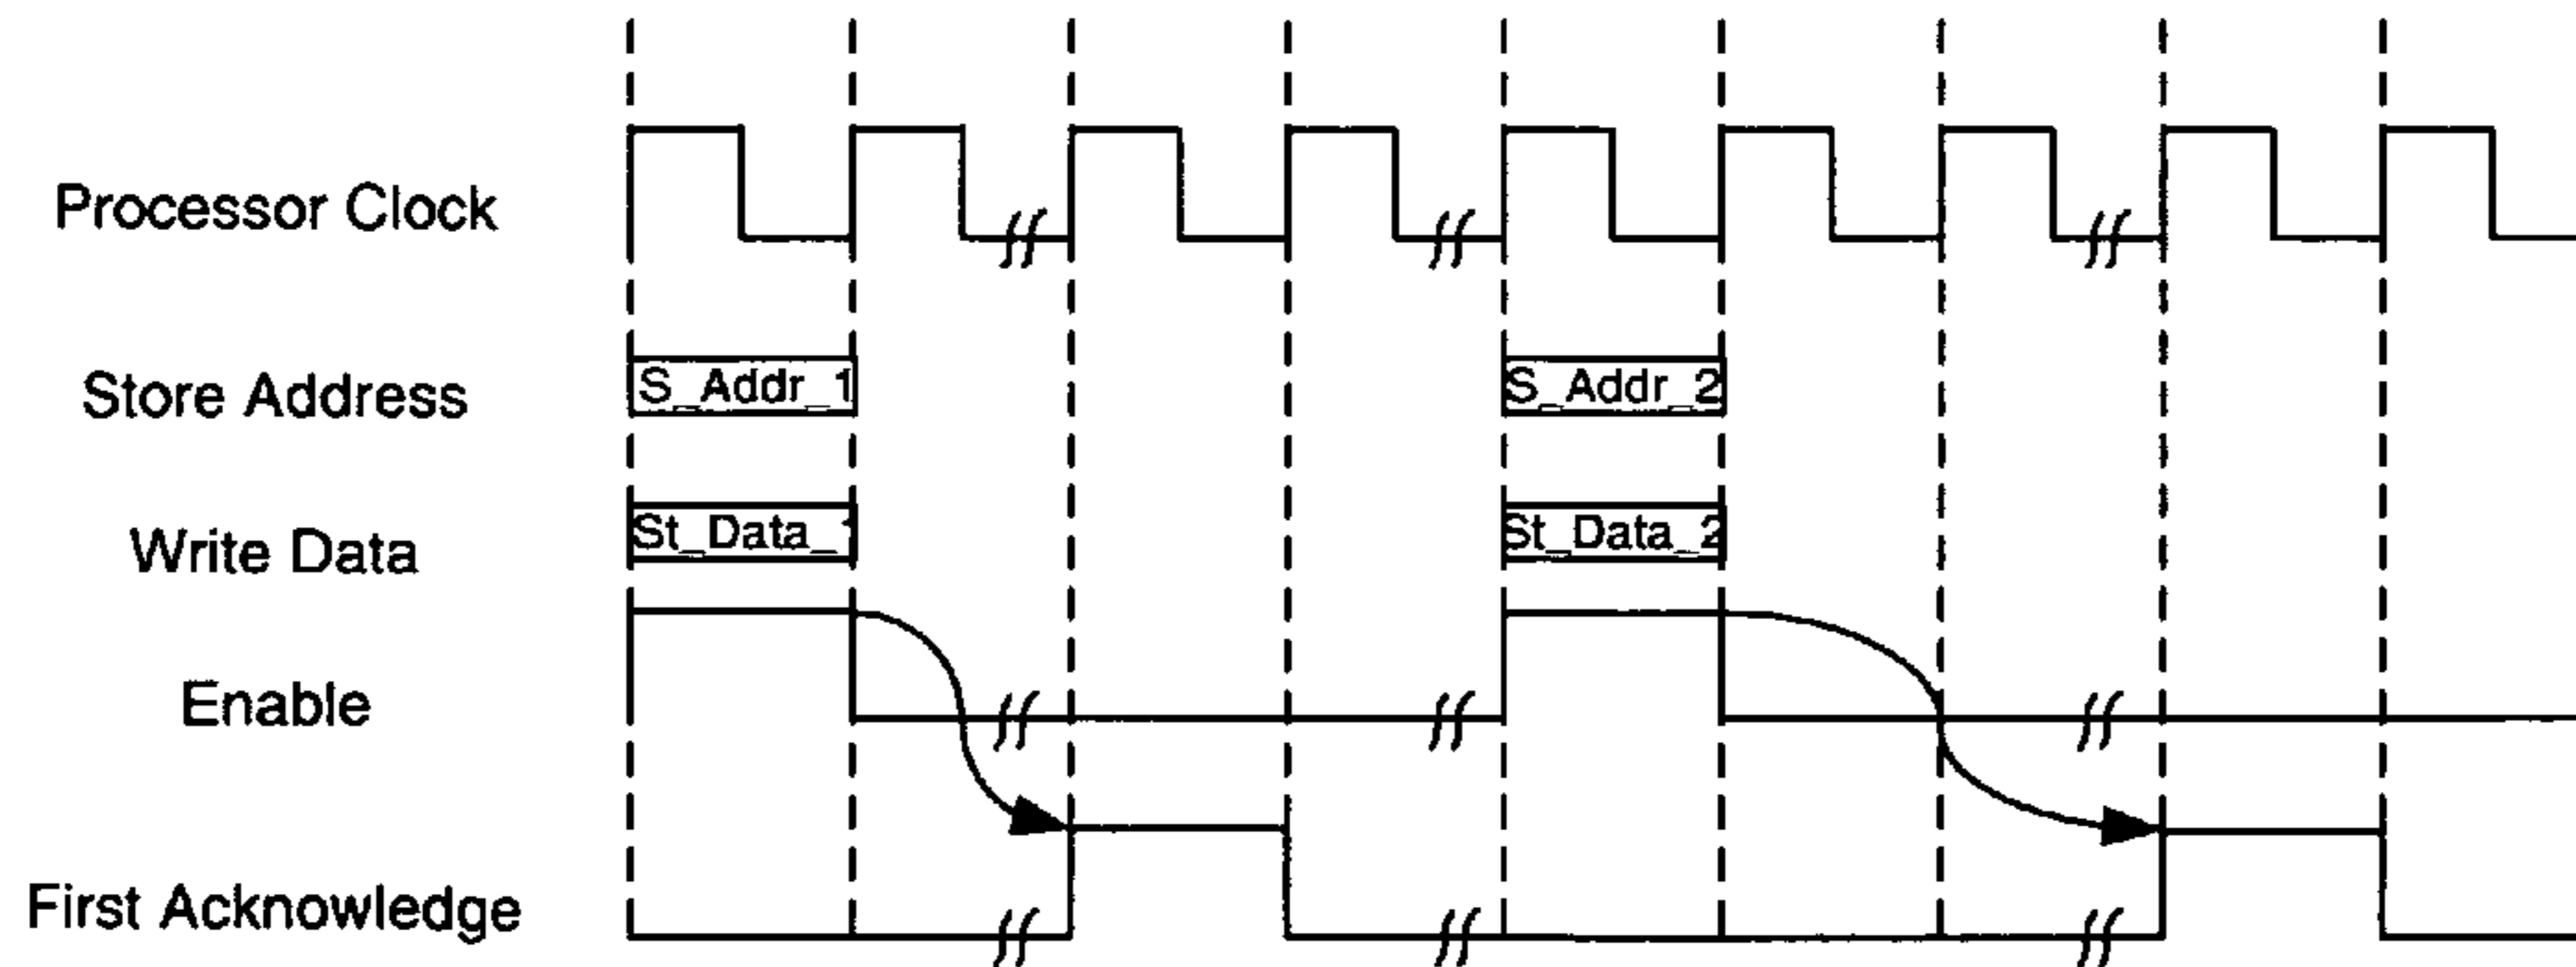 Processor Clock
Store Address
S_Addr_1
S_Addr_2
Write Data
St_Data_1
St_Data_2
Enable
First Acknowledge